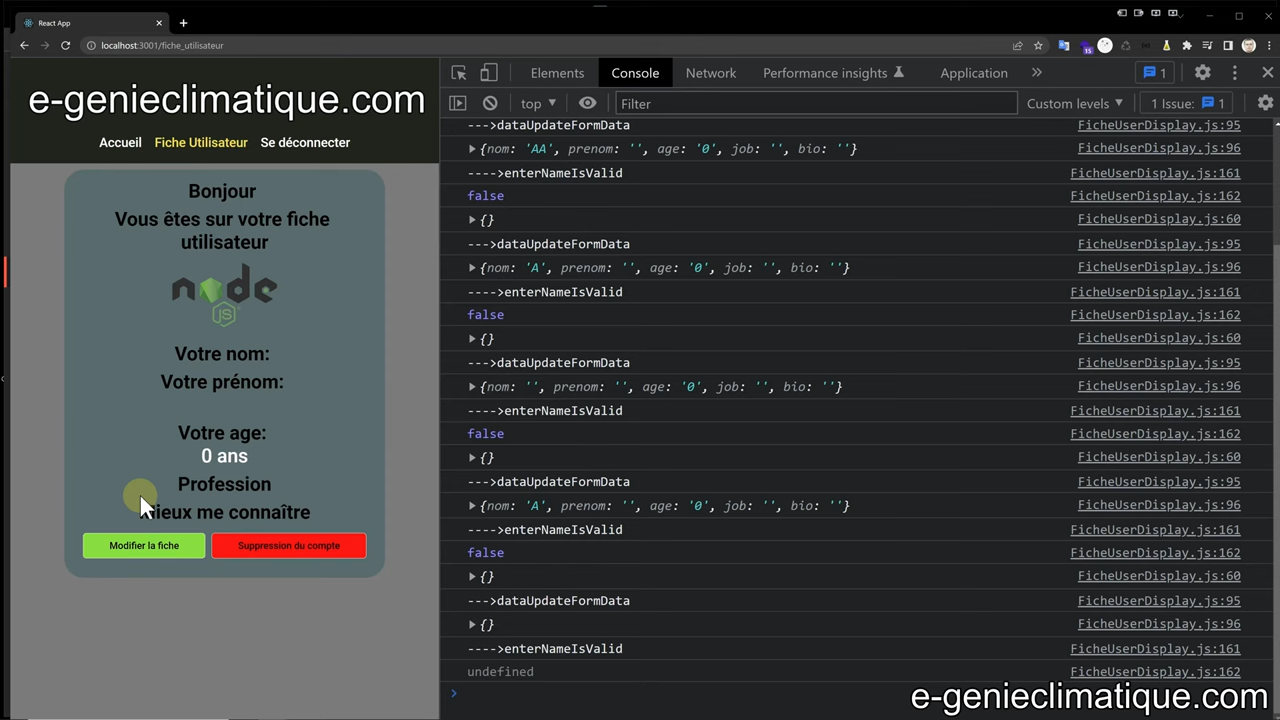 React App
localhost:3001/fiche_utilisateur
15
e-genieclimatique.com
Accueil Fiche Utilisateur Se déconnecter
Bonjour
Vous êtes sur votre fiche
utilisateur
node
JS
Votre nom:
Votre prénom:
Votre age:
0 ans
Profession
Mieux me connaître
Modifier la fiche Suppression du compte
Elements Console Network Performance insights Application 1
top Filter Custom levels 1 Issue: 1
--->dataUpdateFormData FicheUserDisplay.js:95
{nom: 'AA', prenom: '', age: '0', job: '', bio: ''} FicheUserDisplay.js:96
---->enterNameIsValid FicheUserDisplay.js:161
false FicheUserDisplay.js:162
{} FicheUserDisplay.js:60
--->dataUpdateFormData FicheUserDisplay.js:95
{nom: 'A', prenom: '', age: '0', job: '', bio: ''} FicheUserDisplay.js:96
---->enterNameIsValid FicheUserDisplay.js:161
false FicheUserDisplay.js:162
{} FicheUserDisplay.js:60
--->dataUpdateFormData FicheUserDisplay.js:95
{nom: '', prenom: '', age: '0', job: '', bio: ''} FicheUserDisplay.js:96
---->enterNameIsValid FicheUserDisplay.js:161
false FicheUserDisplay.js:162
{} FicheUserDisplay.js:60
--->dataUpdateFormData FicheUserDisplay.js:95
{nom: 'A', prenom: '', age: '0', job: '', bio: ''} FicheUserDisplay.js:96
---->enterNameIsValid FicheUserDisplay.js:161
false FicheUserDisplay.js:162
{} FicheUserDisplay.js:60
--->dataUpdateFormData FicheUserDisplay.js:95
{} FicheUserDisplay.js:96
---->enterNameIsValid FicheUserDisplay.js:161
undefined FicheUserDisplay.js:162
e-genieclimatique.com